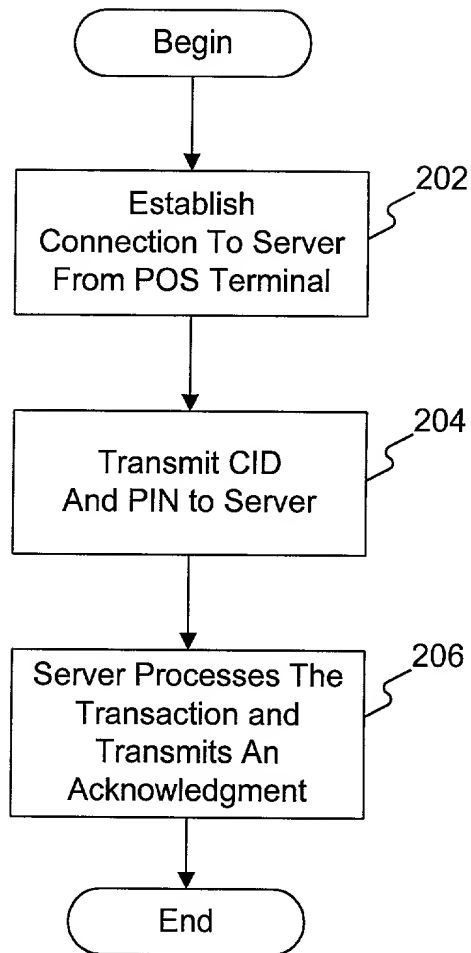 Begin
202
Establish
Connection To Server
From POS Terminal
204
Transmit CID
And PIN to Server
206
Server Processes The
Transaction and
Transmits An
Acknowledgment
End